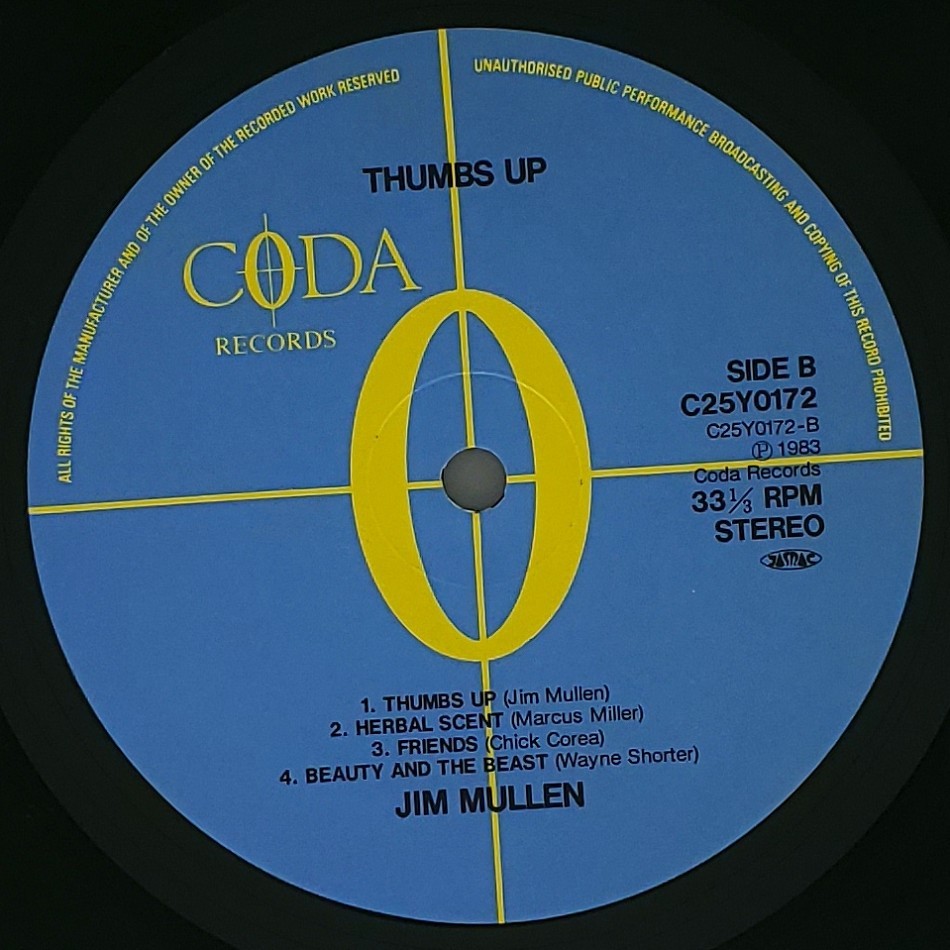 ALL RIGHTS OF THE MANUFACTURER AND OF THE OWNER OF THE RECORDED WORK RESERVED
UNAUTHORISED PUBLIC PERFORMANCE BROADCASTING AND COPYING OF THIS RECORD PROHIBITED
THUMBS UP
CODA
RECORDS
SIDE B
C25Y0172
C25Y0172-B
℗ 1983
Coda Records
33⅓ RPM
STEREO
JASRAC
1. THUMBS UP (Jim Mullen)
2. HERBAL SCENT (Marcus Miller)
3. FRIENDS (Chick Corea)
4. BEAUTY AND THE BEAST (Wayne Shorter)
JIM MULLEN